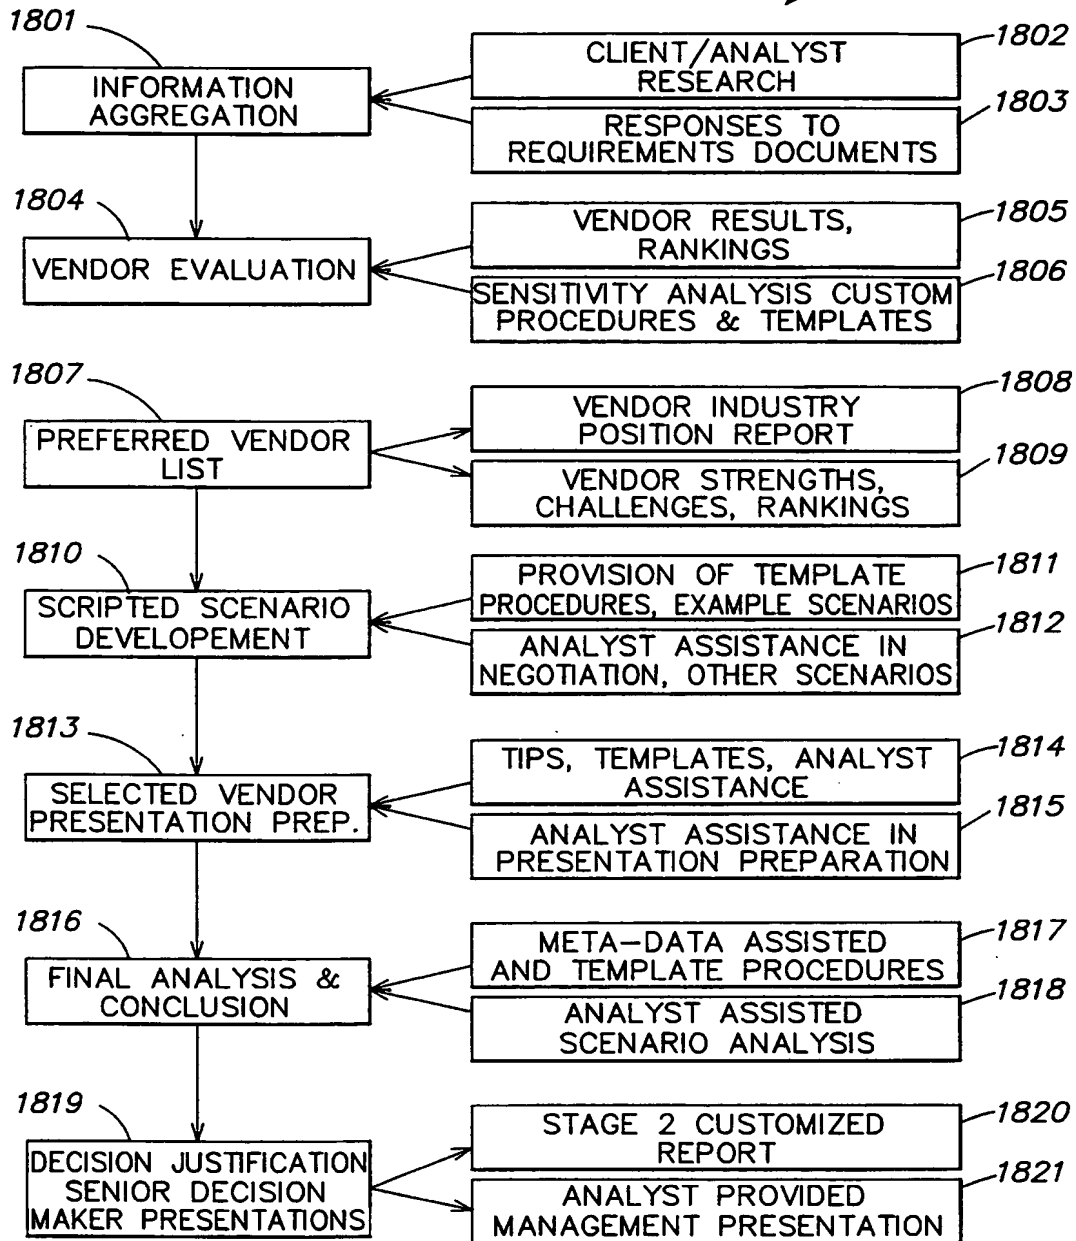 1801
INFORMATION
AGGREGATION
CLIENT/ANALYST
RESEARCH
1802
RESPONSES TO
REQUIREMENTS DOCUMENTS
1803
1804
VENDOR EVALUATION
VENDOR RESULTS,
RANKINGS
1805
SENSITIVITY ANALYSIS CUSTOM
PROCEDURES & TEMPLATES
1806
1807
PREFERRED VENDOR
LIST
VENDOR INDUSTRY
POSITION REPORT
1808
VENDOR STRENGTHS,
CHALLENGES, RANKINGS
1809
1810
SCRIPTED SCENARIO
DEVELOPEMENT
PROVISION OF TEMPLATE
PROCEDURES, EXAMPLE SCENARIOS
1811
ANALYST ASSISTANCE IN
NEGOTIATION, OTHER SCENARIOS
1812
1813
SELECTED VENDOR
PRESENTATION PREP.
TIPS, TEMPLATES, ANALYST
ASSISTANCE
1814
ANALYST ASSISTANCE IN
PRESENTATION PREPARATION
1815
1816
FINAL ANALYSIS &
CONCLUSION
META-DATA ASSISTED
AND TEMPLATE PROCEDURES
1817
ANALYST ASSISTED
SCENARIO ANALYSIS
1818
1819
DECISION JUSTIFICATION
SENIOR DECISION
MAKER PRESENTATIONS
STAGE 2 CUSTOMIZED
REPORT
1820
ANALYST PROVIDED
MANAGEMENT PRESENTATION
1821